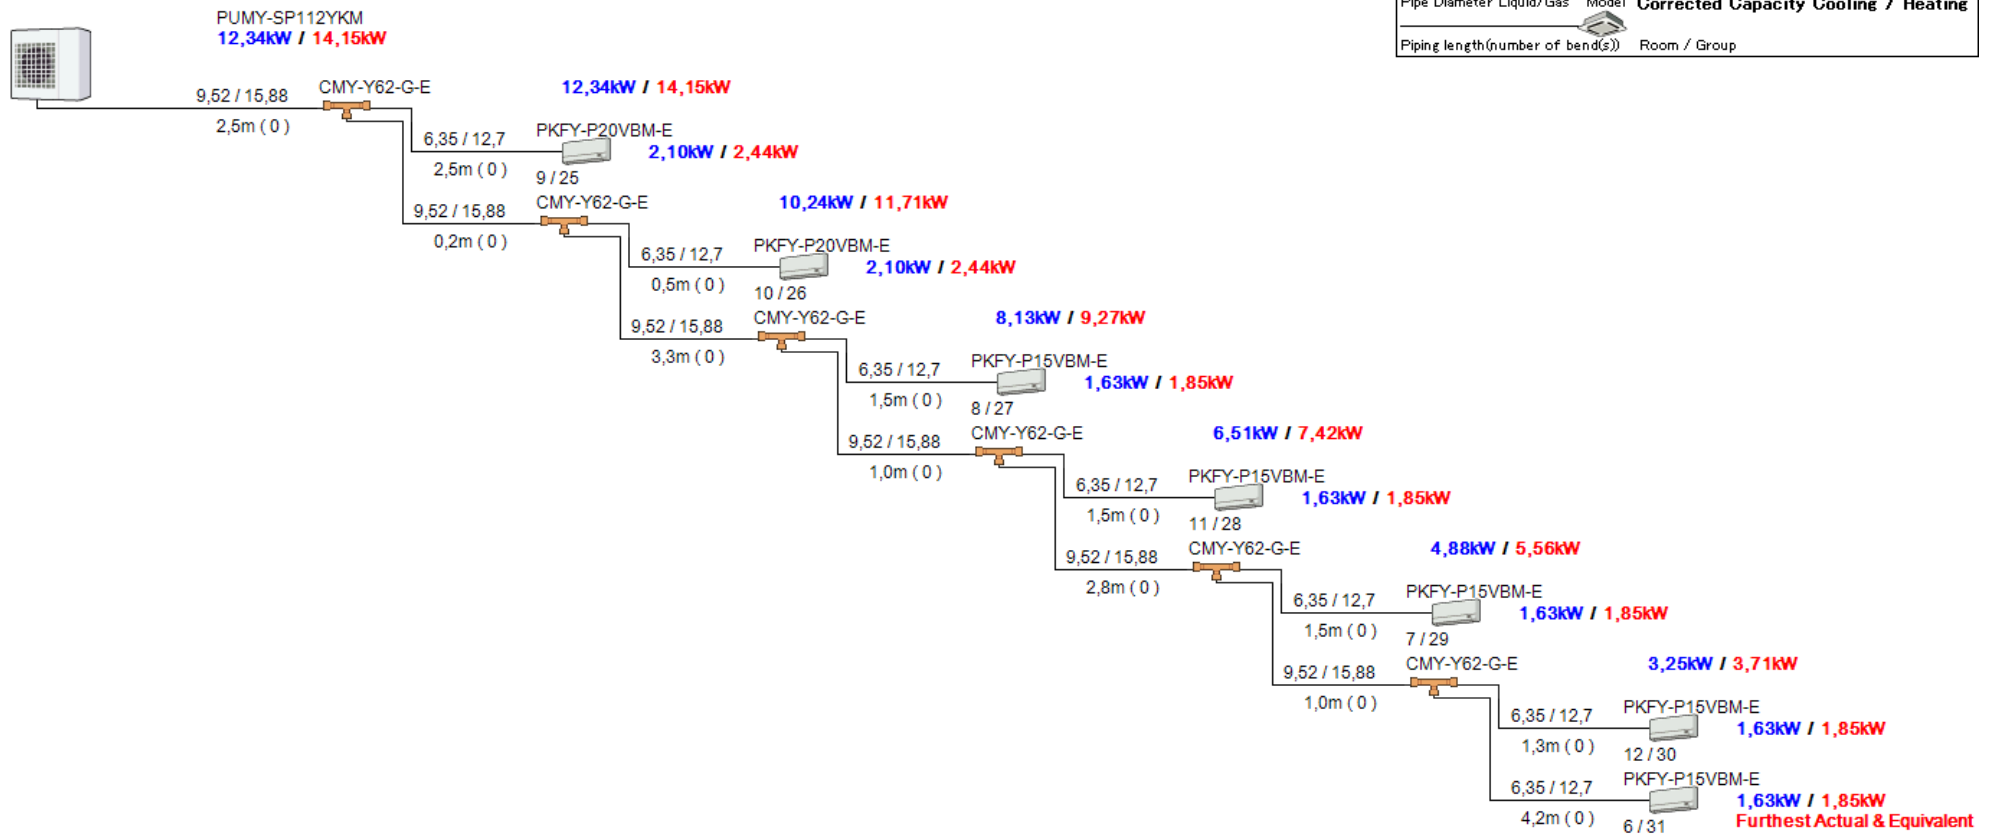 Pipe Diameter Liquid/Gas Model Corrected Capacity Cooling / Heating
Piping length(number of bend(s)) Room / Group
PUMY-SP112YKM
12,34kW / 14,15kW
9,52 / 15,88
2,5m ( 0 )
CMY-Y62-G-E
12,34kW / 14,15kW
6,35 / 12,7
2,5m ( 0 )
PKFY-P20VBM-E
2,10kW / 2,44kW
9 / 25
9,52 / 15,88
0,2m ( 0 )
CMY-Y62-G-E
10,24kW / 11,71kW
6,35 / 12,7
0,5m ( 0 )
PKFY-P20VBM-E
2,10kW / 2,44kW
10 / 26
9,52 / 15,88
3,3m ( 0 )
CMY-Y62-G-E
8,13kW / 9,27kW
6,35 / 12,7
1,5m ( 0 )
PKFY-P15VBM-E
1,63kW / 1,85kW
8 / 27
9,52 / 15,88
1,0m ( 0 )
CMY-Y62-G-E
6,51kW / 7,42kW
6,35 / 12,7
1,5m ( 0 )
PKFY-P15VBM-E
1,63kW / 1,85kW
11 / 28
9,52 / 15,88
2,8m ( 0 )
CMY-Y62-G-E
4,88kW / 5,56kW
6,35 / 12,7
1,5m ( 0 )
PKFY-P15VBM-E
1,63kW / 1,85kW
7 / 29
9,52 / 15,88
1,0m ( 0 )
CMY-Y62-G-E
3,25kW / 3,71kW
6,35 / 12,7
1,3m ( 0 )
PKFY-P15VBM-E
1,63kW / 1,85kW
12 / 30
6,35 / 12,7
4,2m ( 0 )
PKFY-P15VBM-E
1,63kW / 1,85kW
6 / 31
Furthest Actual & Equivalent